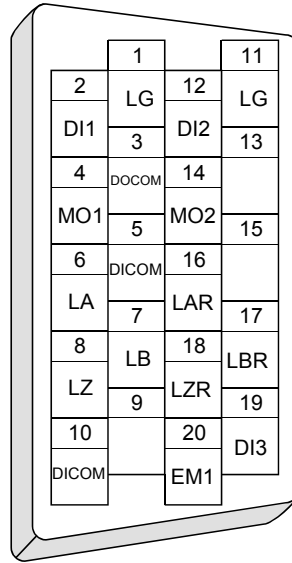 1 11
2 LG 12 LG
DI1 3 DI2 13
4 DOCOM 14
MO1 5 MO2 15
6 DICOM 16
LA 7 LAR 17
8 LB 18 LBR
LZ 9 LZR 19
10 20 DI3
DICOM EM1